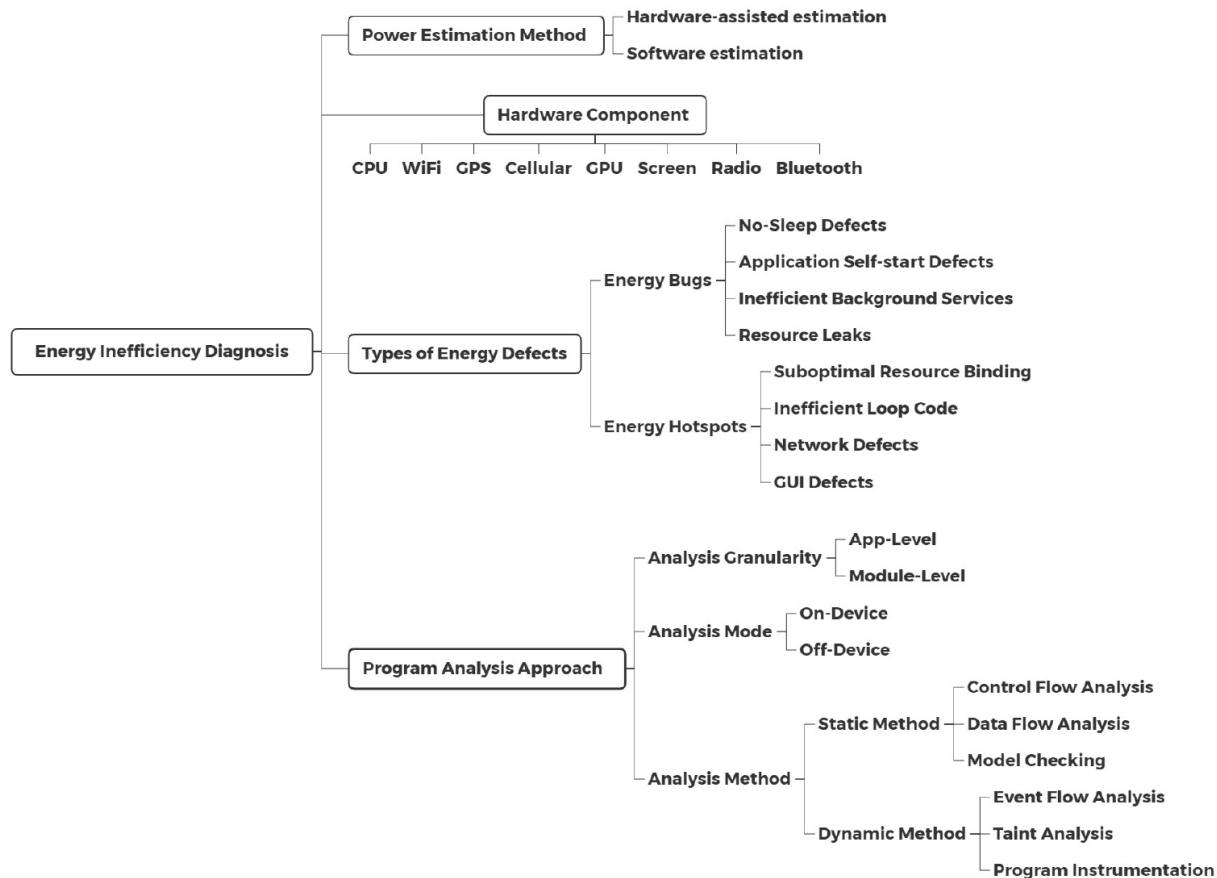 Hardware-assisted estimation
Power Estimation Method
Software estimation
Hardware Component
CPU WiFi GPS Cellular GPU Screen Radio Bluetooth
No-Sleep Defects
Application Self-start Defects
Energy Bugs
Inefficient Background Services
Resource Leaks
Energy Inefficiency Diagnosis
Types of Energy Defects
Suboptimal Resource Binding
Inefficient Loop Code
Energy Hotspots
Network Defects
GUI Defects
App-Level
Analysis Granularity
Module-Level
On-Device
Analysis Mode
Off-Device
Program Analysis Approach
Control Flow Analysis
Static Method
Data Flow Analysis
Model Checking
Analysis Method
Event Flow Analysis
Dynamic Method
Taint Analysis
Program Instrumentation